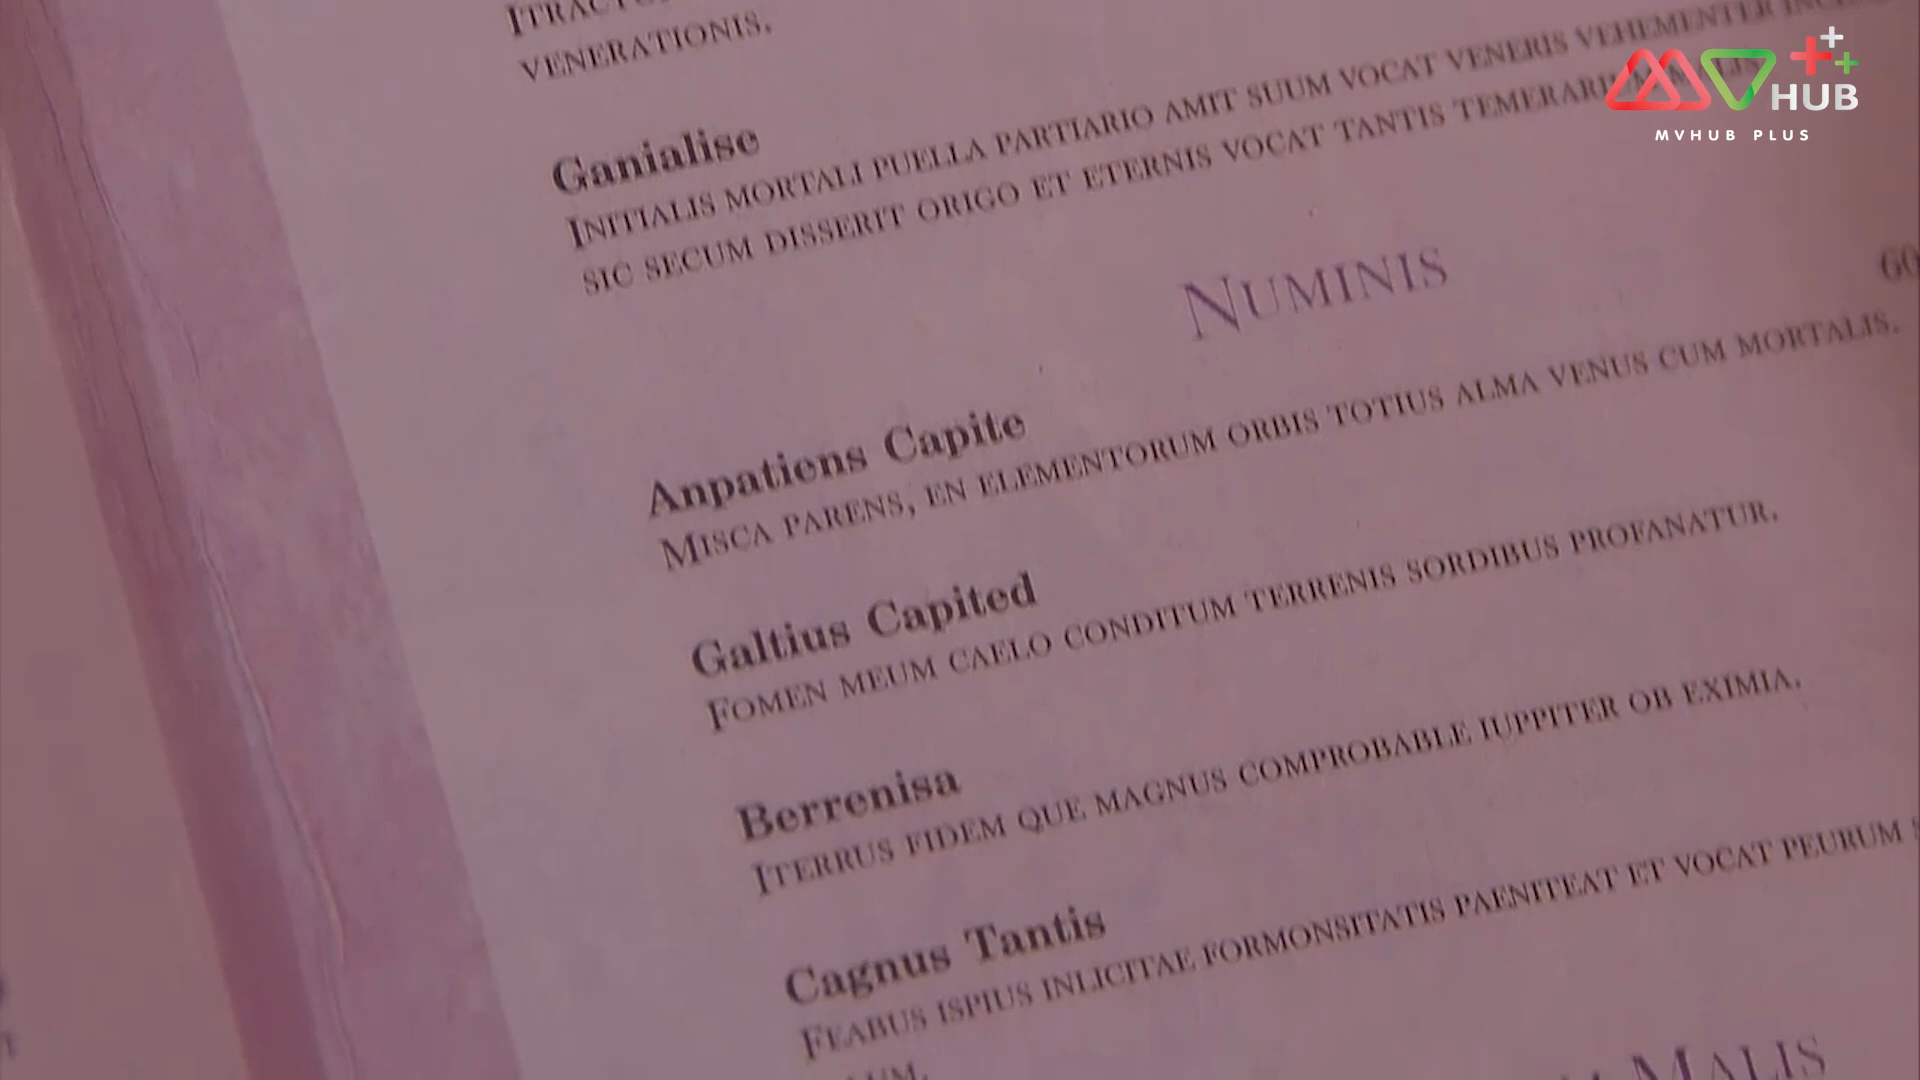 VENERATIONIS.
Ganialise
INITIALIS MORTALI PUELLA PARTIARIO AMIT SUUM VOCAT VENERIS VEHEMENTER
SIC SECUM DISSERIT ORIGO ET ETERNIS VOCAT TANTIS
NUMINIS
60
Anpatiens Capite
MISCA PARENS, EN ELEMENTORUM ORBIS TOTIUS ALMA VENUS CUM MORTALIS.
Galtius Capited
FOMEN MEUM CAELO CONDITUM TERRENIS SORDIBUS PROFANATUR.
Berrenisa
ITERRUS FIDEM QUE MAGNUS COMPROBABLE IUPPITER OB EXIMIA.
Cagnus Tantis
FEABUS ISPIUS INLICITAE FORMONSITATIS PAENITEAT ET VOCAT PEURUM
MALIS
MVHUB
MVHUB PLUS